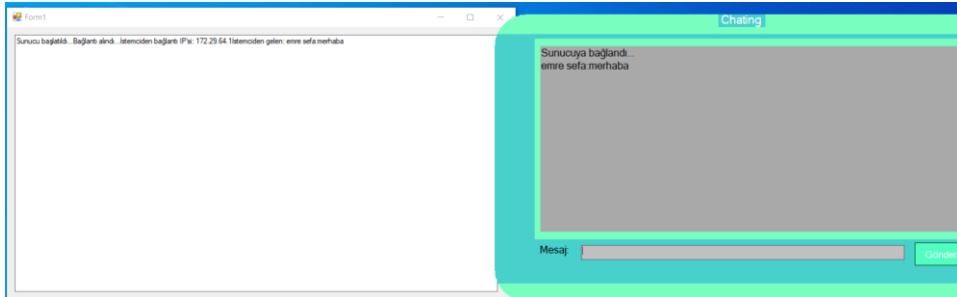 Form1
Sunucu başlatıldı...Bağlantı alındı...İstemciden bağlantı IP'si: 172.29.64.1İstemciden gelen: emre sefa:merhaba
Chating
Sunucuya bağlandı...
emre sefa:merhaba
Mesaj:
Gönder